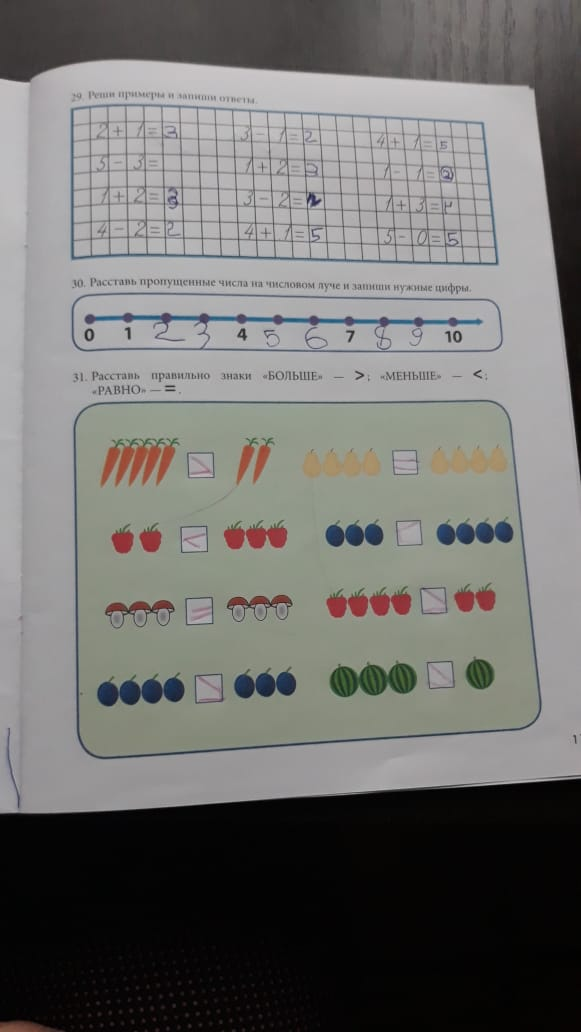 29. Реши примеры и запиши ответы.
2 + 1 = 3 3 - 1 = 2 4 + 1 = 5
5 - 3 = 1 + 2 = 3 1 - 1 =
1 + 2 = 3 3 - 2 = 1 + 3 = 4
4 - 2 = 2 4 + 1 = 5 5 - 0 = 5
30. Расставь пропущенные числа на числовом луче и запиши нужные цифры.
0 1 2 3 4 5 6 7 8 9 10
31. Расставь правильно знаки «БОЛЬШЕ» — >; «МЕНЬШЕ» — <;
«РАВНО» — =.
> =
< <
= >
> >